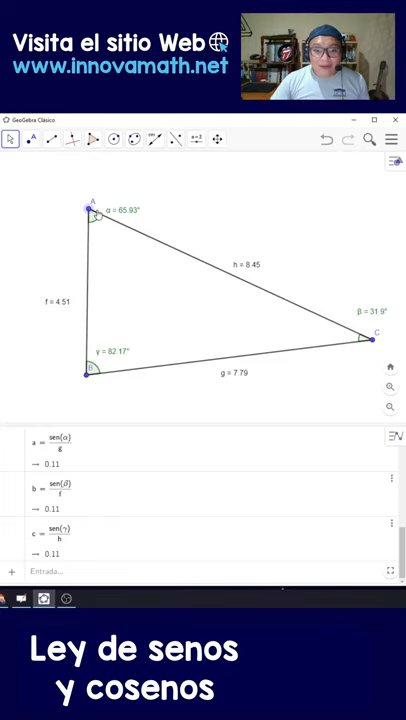 Visita el sitio Web
www.innovamath.net
GeoGebra Clásico
A
α = 65.93°
h = 8.45
f = 4.51
β = 31.9°
C
γ = 82.17°
B
g = 7.79
a = sen(α)/g
→ 0.11
b = sen(β)/f
→ 0.11
c = sen(γ)/h
→ 0.11
Entrada...
Ley de senos
y cosenos